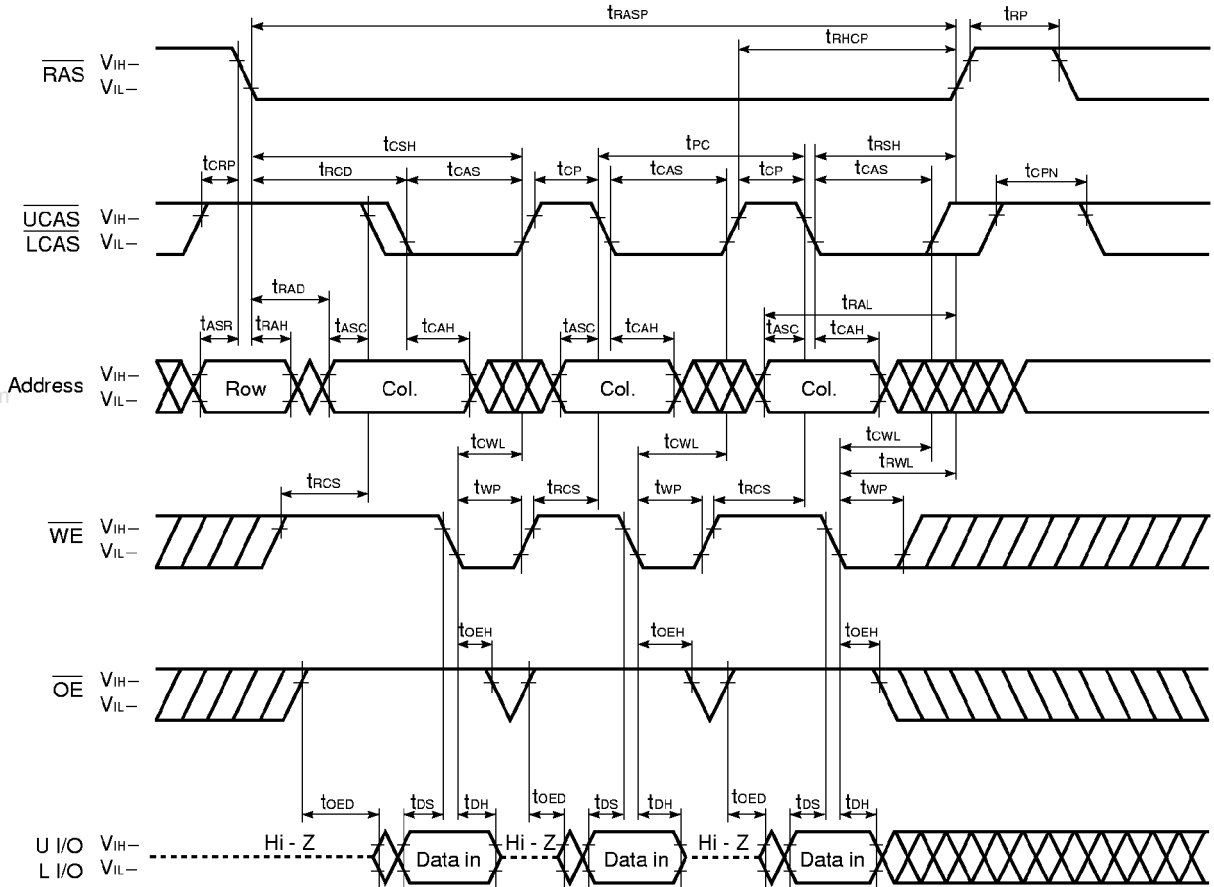 tRASP tRP
tRHCP
RAS VIH–
VIL–
tCSH tPC tRSH
tCRP tRCD tCAS tCP tCAS tCP tCAS tCPN
UCAS VIH–
LCAS VIL–
tRAD tRAL
tASR tRAH tASC tCAH tASC tCAH tASC tCAH
Address VIH–
VIL–
Row Col. Col. Col.
tCWL tCWL tCWL
tRWL
tRCS tWP tRCS tWP tRCS tWP
WE VIH–
VIL–
tOEH tOEH tOEH
OE VIH–
VIL–
tOED tDS tDH tOED tDS tDH tOED tDS tDH
Hi - Z Hi - Z Hi - Z
U I/O VIH–
L I/O VIL–
Data in Data in Data in